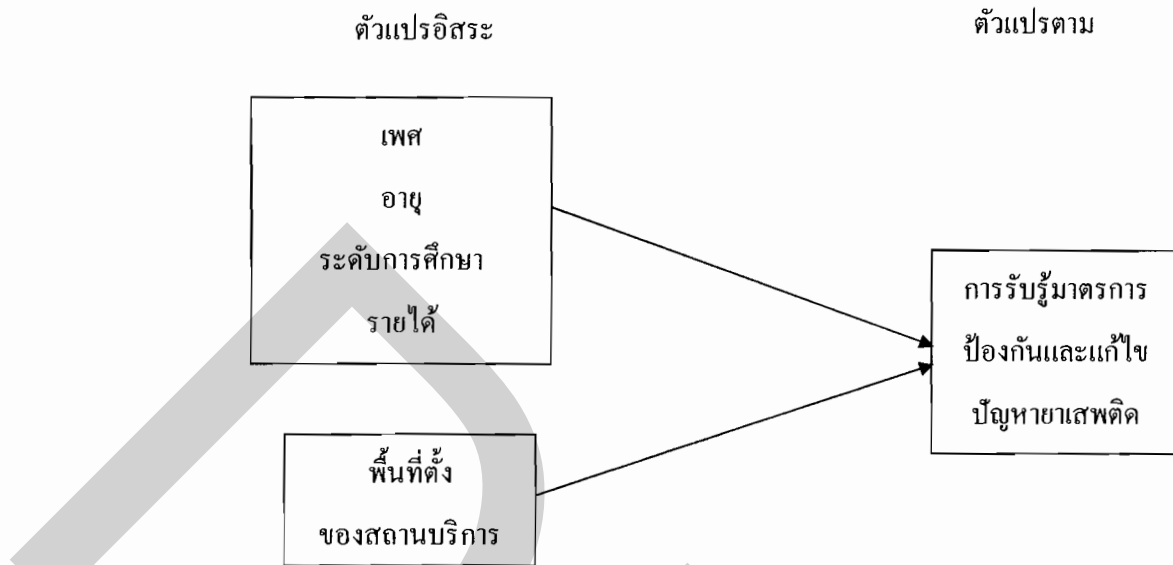 ตัวแปรอิสระ
ตัวแปรตาม
เพศ
อายุ
ระดับการศึกษา
รายได้
พื้นที่ตั้ง
ของสถานบริการ
การรับรู้มาตรการ
ป้องกันและแก้ไข
ปัญหายาเสพติด